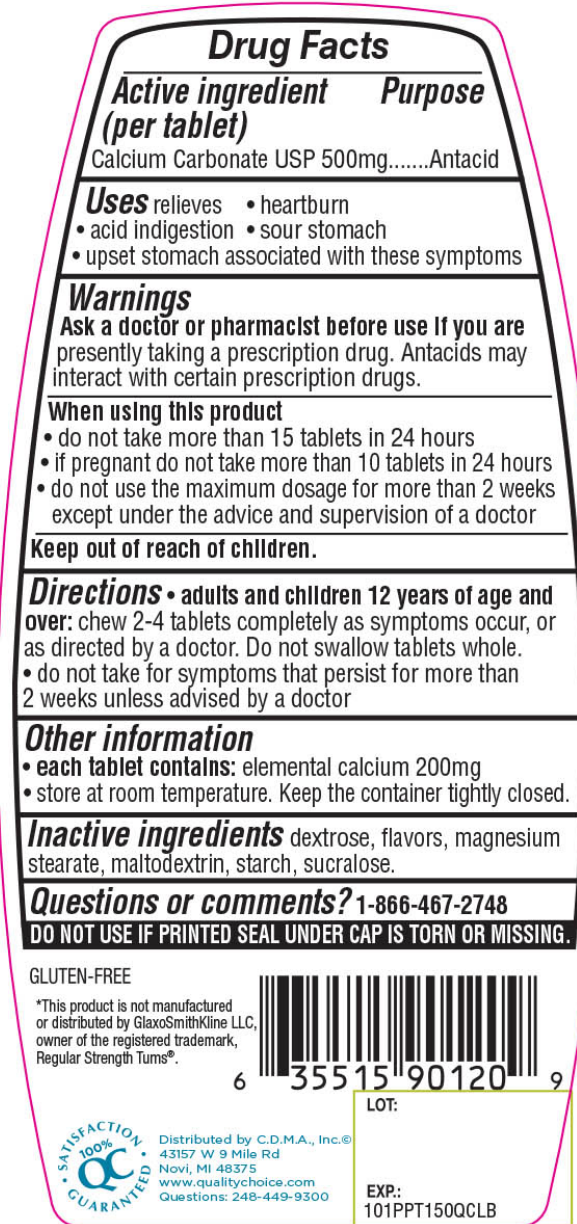 Drug Facts
Active ingredient Purpose
(per tablet)
Calcium Carbonate USP 500mg.......Antacid
Uses relieves • heartburn
• acid indigestion • sour stomach
• upset stomach associated with these symptoms
Warnings
Ask a doctor or pharmacist before use if you are
presently taking a prescription drug. Antacids may
interact with certain prescription drugs.
When using this product
• do not take more than 15 tablets in 24 hours
• if pregnant do not take more than 10 tablets in 24 hours
• do not use the maximum dosage for more than 2 weeks
except under the advice and supervision of a doctor
Keep out of reach of children.
Directions • adults and children 12 years of age and
over: chew 2-4 tablets completely as symptoms occur, or
as directed by a doctor. Do not swallow tablets whole.
• do not take for symptoms that persist for more than
2 weeks unless advised by a doctor
Other information
• each tablet contains: elemental calcium 200mg
• store at room temperature. Keep the container tightly closed.
Inactive ingredients dextrose, flavors, magnesium
stearate, maltodextrin, starch, sucralose.
Questions or comments? 1-866-467-2748
DO NOT USE IF PRINTED SEAL UNDER CAP IS TORN OR MISSING.
GLUTEN-FREE
*This product is not manufactured
or distributed by GlaxoSmithKline LLC,
owner of the registered trademark,
Regular Strength Tums®.
6 35515 90120 9
SATISFACTION
100%
QC
GUARANTEED
Distributed by C.D.M.A., Inc.©
43157 W 9 Mile Rd
Novi, MI 48375
www.qualitychoice.com
Questions: 248-449-9300
LOT:
EXP.:
101PPT150QCLB